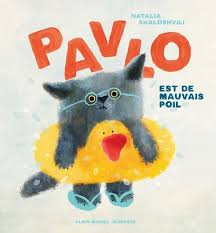 NATALIA
SHALOSHVILI
PAVLO
EST DE
MAUVAIS
POIL
ALBIN MICHEL JEUNESSE